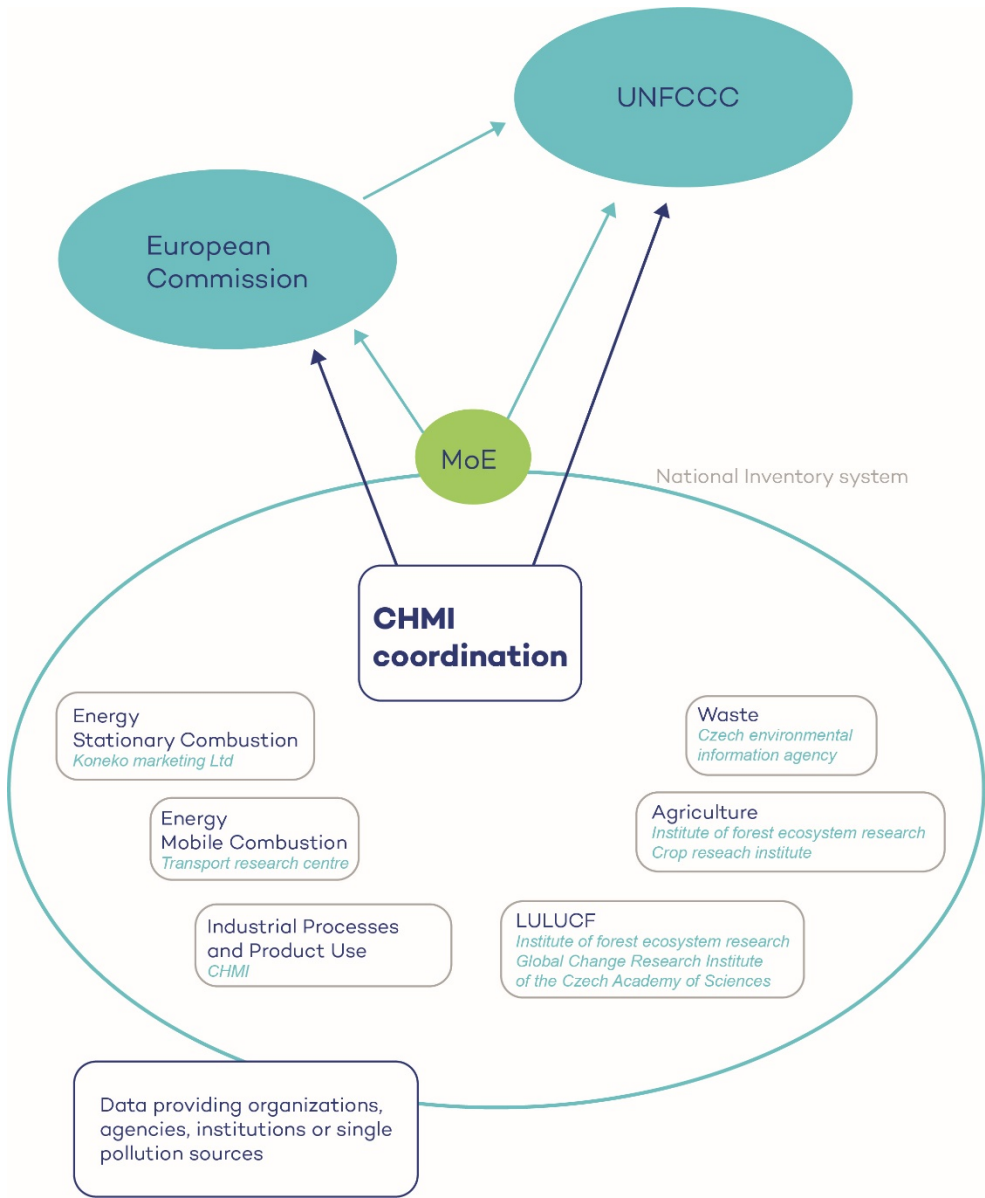 UNFCCC
European
Commission
MoE
National Inventory system
CHMI
coordination
Energy
Stationary Combustion
Koneko marketing Ltd
Waste
Czech environmental
information agency
Energy
Mobile Combustion
Transport research centre
Agriculture
Institute of forest ecosystem research
Crop reseach institute
Industrial Processes
and Product Use
CHMI
LULUCF
Institute of forest ecosystem research
Global Change Research Institute
of the Czech Academy of Sciences
Data providing organizations,
agencies, institutions or single
pollution sources